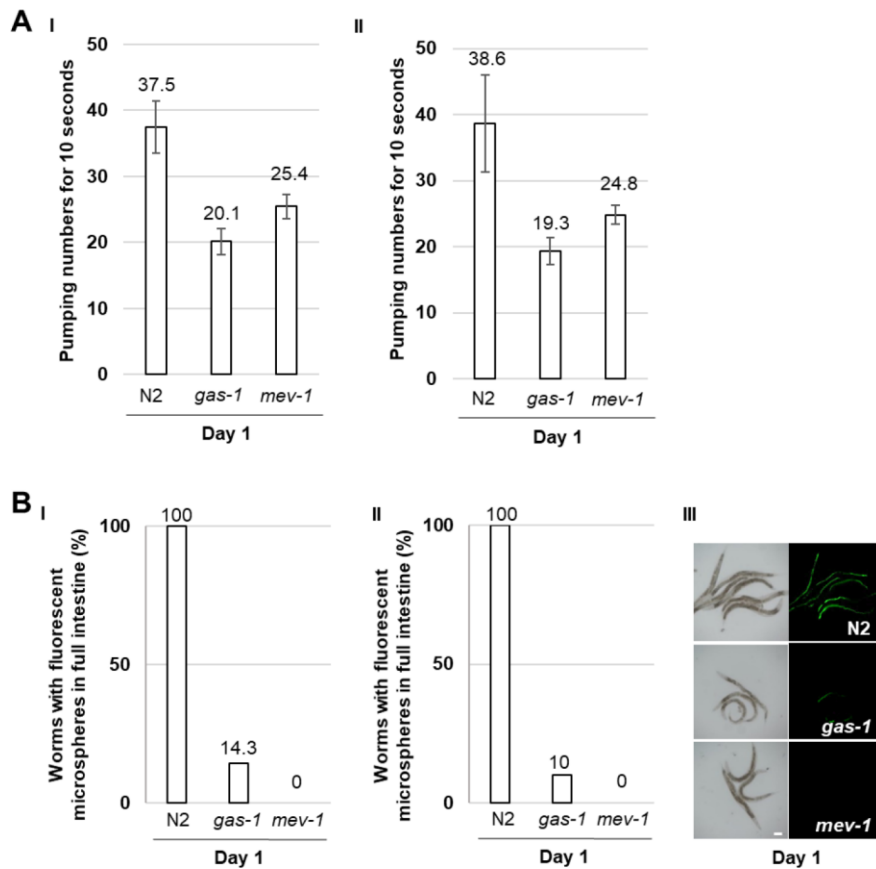 A I
Pumping numbers for 10 seconds
50
40
30
20
10
0
37.5
20.1
25.4
N2 gas-1 mev-1
Day 1
II
Pumping numbers for 10 seconds
50
40
30
20
10
0
38.6
19.3
24.8
N2 gas-1 mev-1
Day 1
B I
Worms with fluorescent
microspheres in full intestine (%)
100
50
0
100
14.3
0
N2 gas-1 mev-1
Day 1
II
Worms with fluorescent
microspheres in full intestine (%)
100
50
0
100
10
0
N2 gas-1 mev-1
Day 1
III
N2
gas-1
mev-1
Day 1